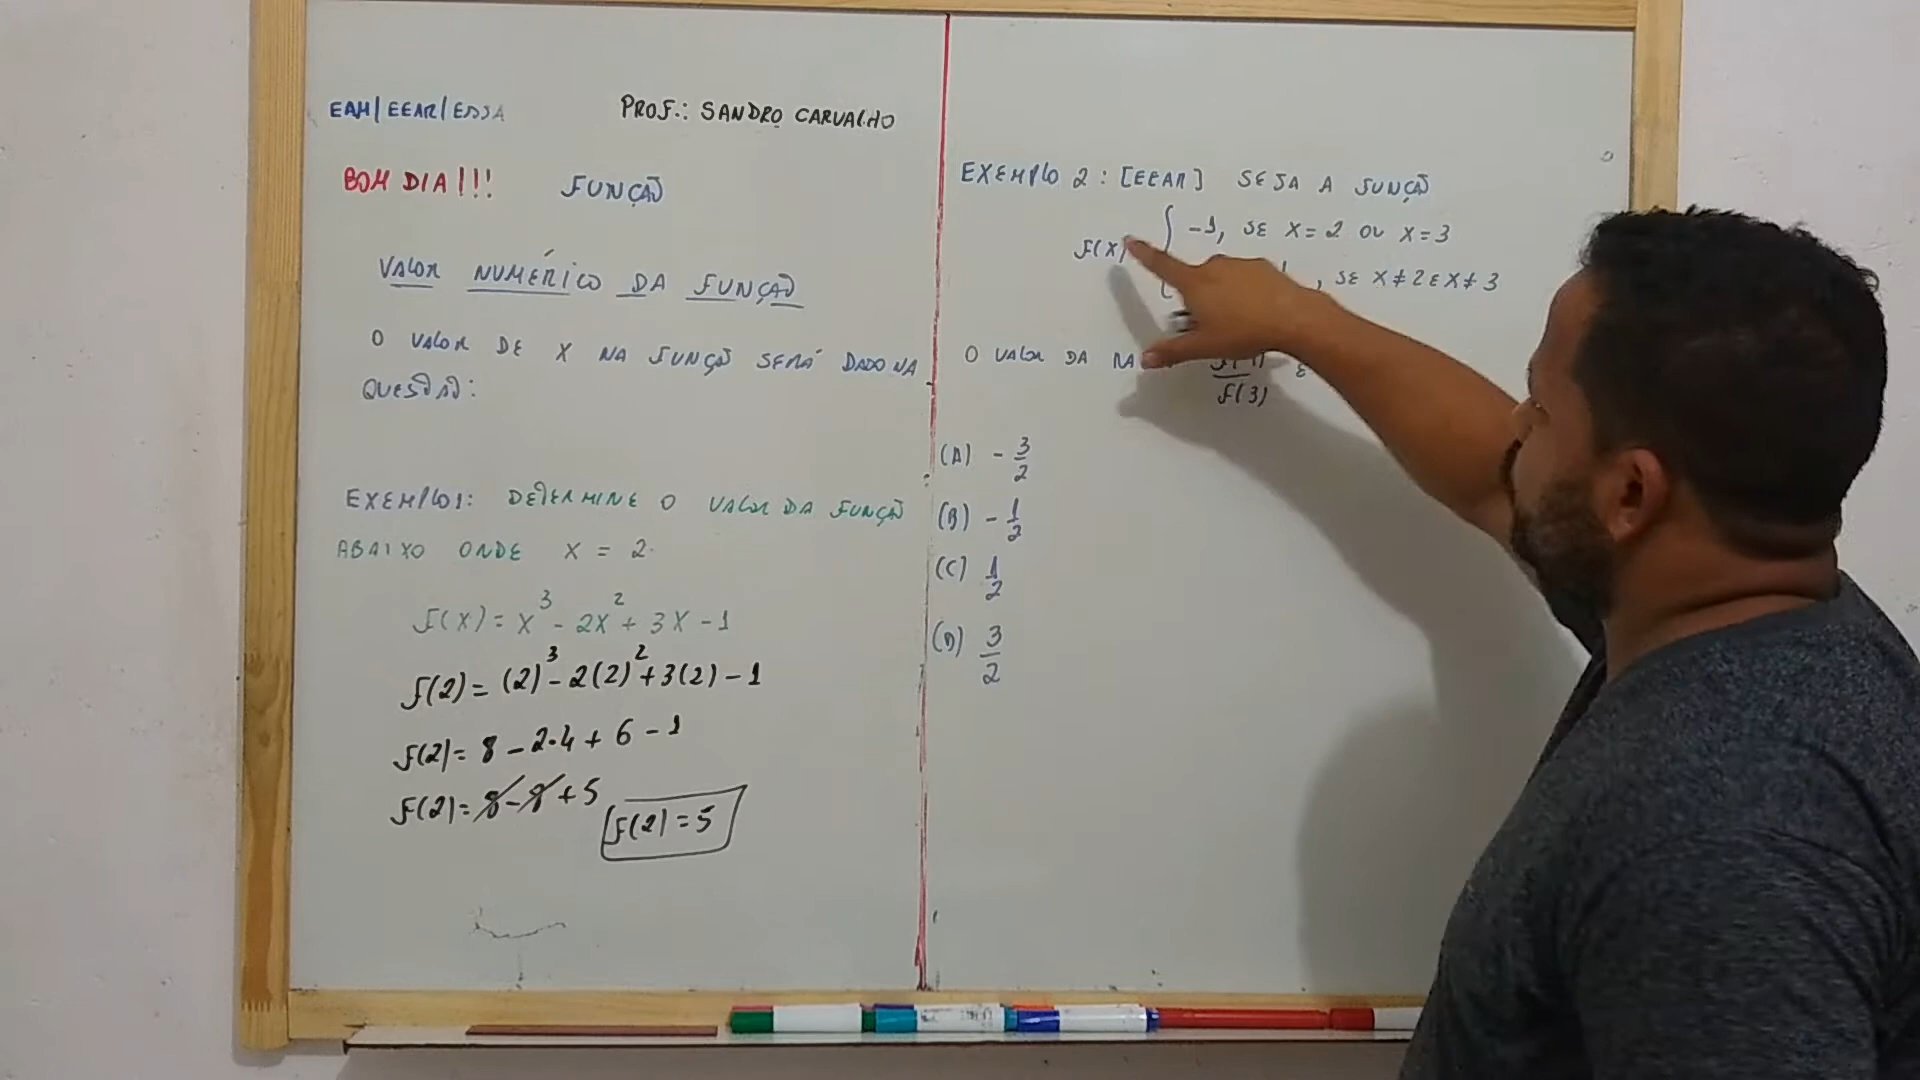 EAM/EEAR/ESSA PROF.: SANDRO CARVALHO
BOM DIA!!! FUNÇÃO
VALOR NUMÉRICO DA FUNÇÃO
O VALOR DE X NA FUNÇÃO SERÁ DADO NA
QUESTÃO:
EXEMPLO1: DETERMINE O VALOR DA FUNÇÃO
ABAIXO ONDE X = 2.
f(x) = x³ - 2x² + 3x - 1
f(2) = (2)³ - 2(2)² + 3(2) - 1
f(2) = 8 - 2·4 + 6 - 1
f(2) = 8 - 8 + 5
f(2) = 5
EXEMPLO 2: [EEAR] SEJA A FUNÇÃO
f(x) { -1, SE X = 2 OU X = 3
, SE X ≠ 2 E X ≠ 3
O VALOR DA
f(3)
(A) - 3/2
(B) - 1/2
(C) 1/2
(D) 3/2